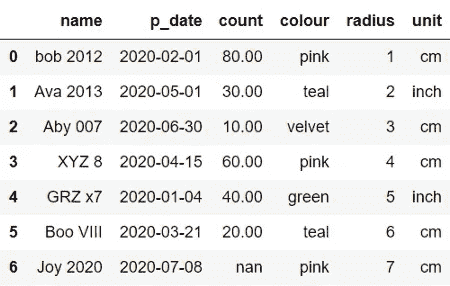 name p_date count colour radius unit
0 bob 2012 2020-02-01 80.00 pink 1 cm
1 Ava 2013 2020-05-01 30.00 teal 2 inch
2 Aby 007 2020-06-30 10.00 velvet 3 cm
3 XYZ 8 2020-04-15 60.00 pink 4 cm
4 GRZ x7 2020-01-04 40.00 green 5 inch
5 Boo VIII 2020-03-21 20.00 teal 6 cm
6 Joy 2020 2020-07-08 nan pink 7 cm